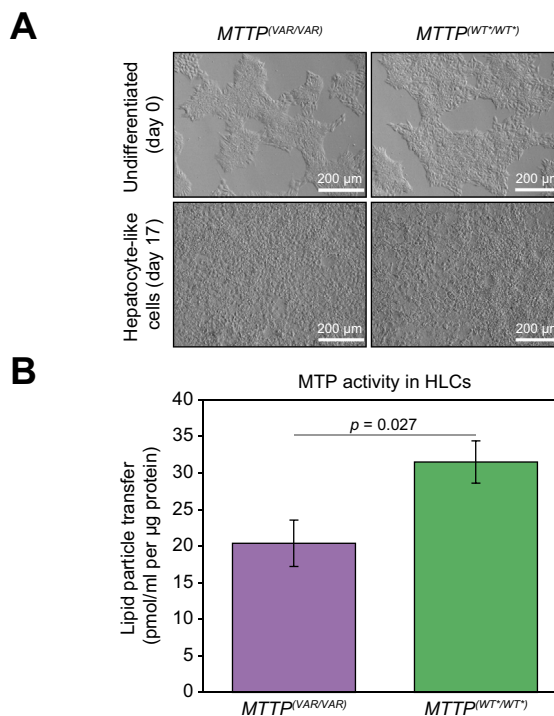 A
MTTP(VAR/VAR)
MTTP(WT*/WT*)
Undifferentiated
(day 0)
200 µm
200 µm
Hepatocyte-like
cells (day 17)
200 µm
200 µm
B
MTP activity in HLCs
Lipid particle transfer
(pmol/ml per µg protein)
40
35
30
25
20
15
10
5
0
p = 0.027
MTTP(VAR/VAR)
MTTP(WT*/WT*)